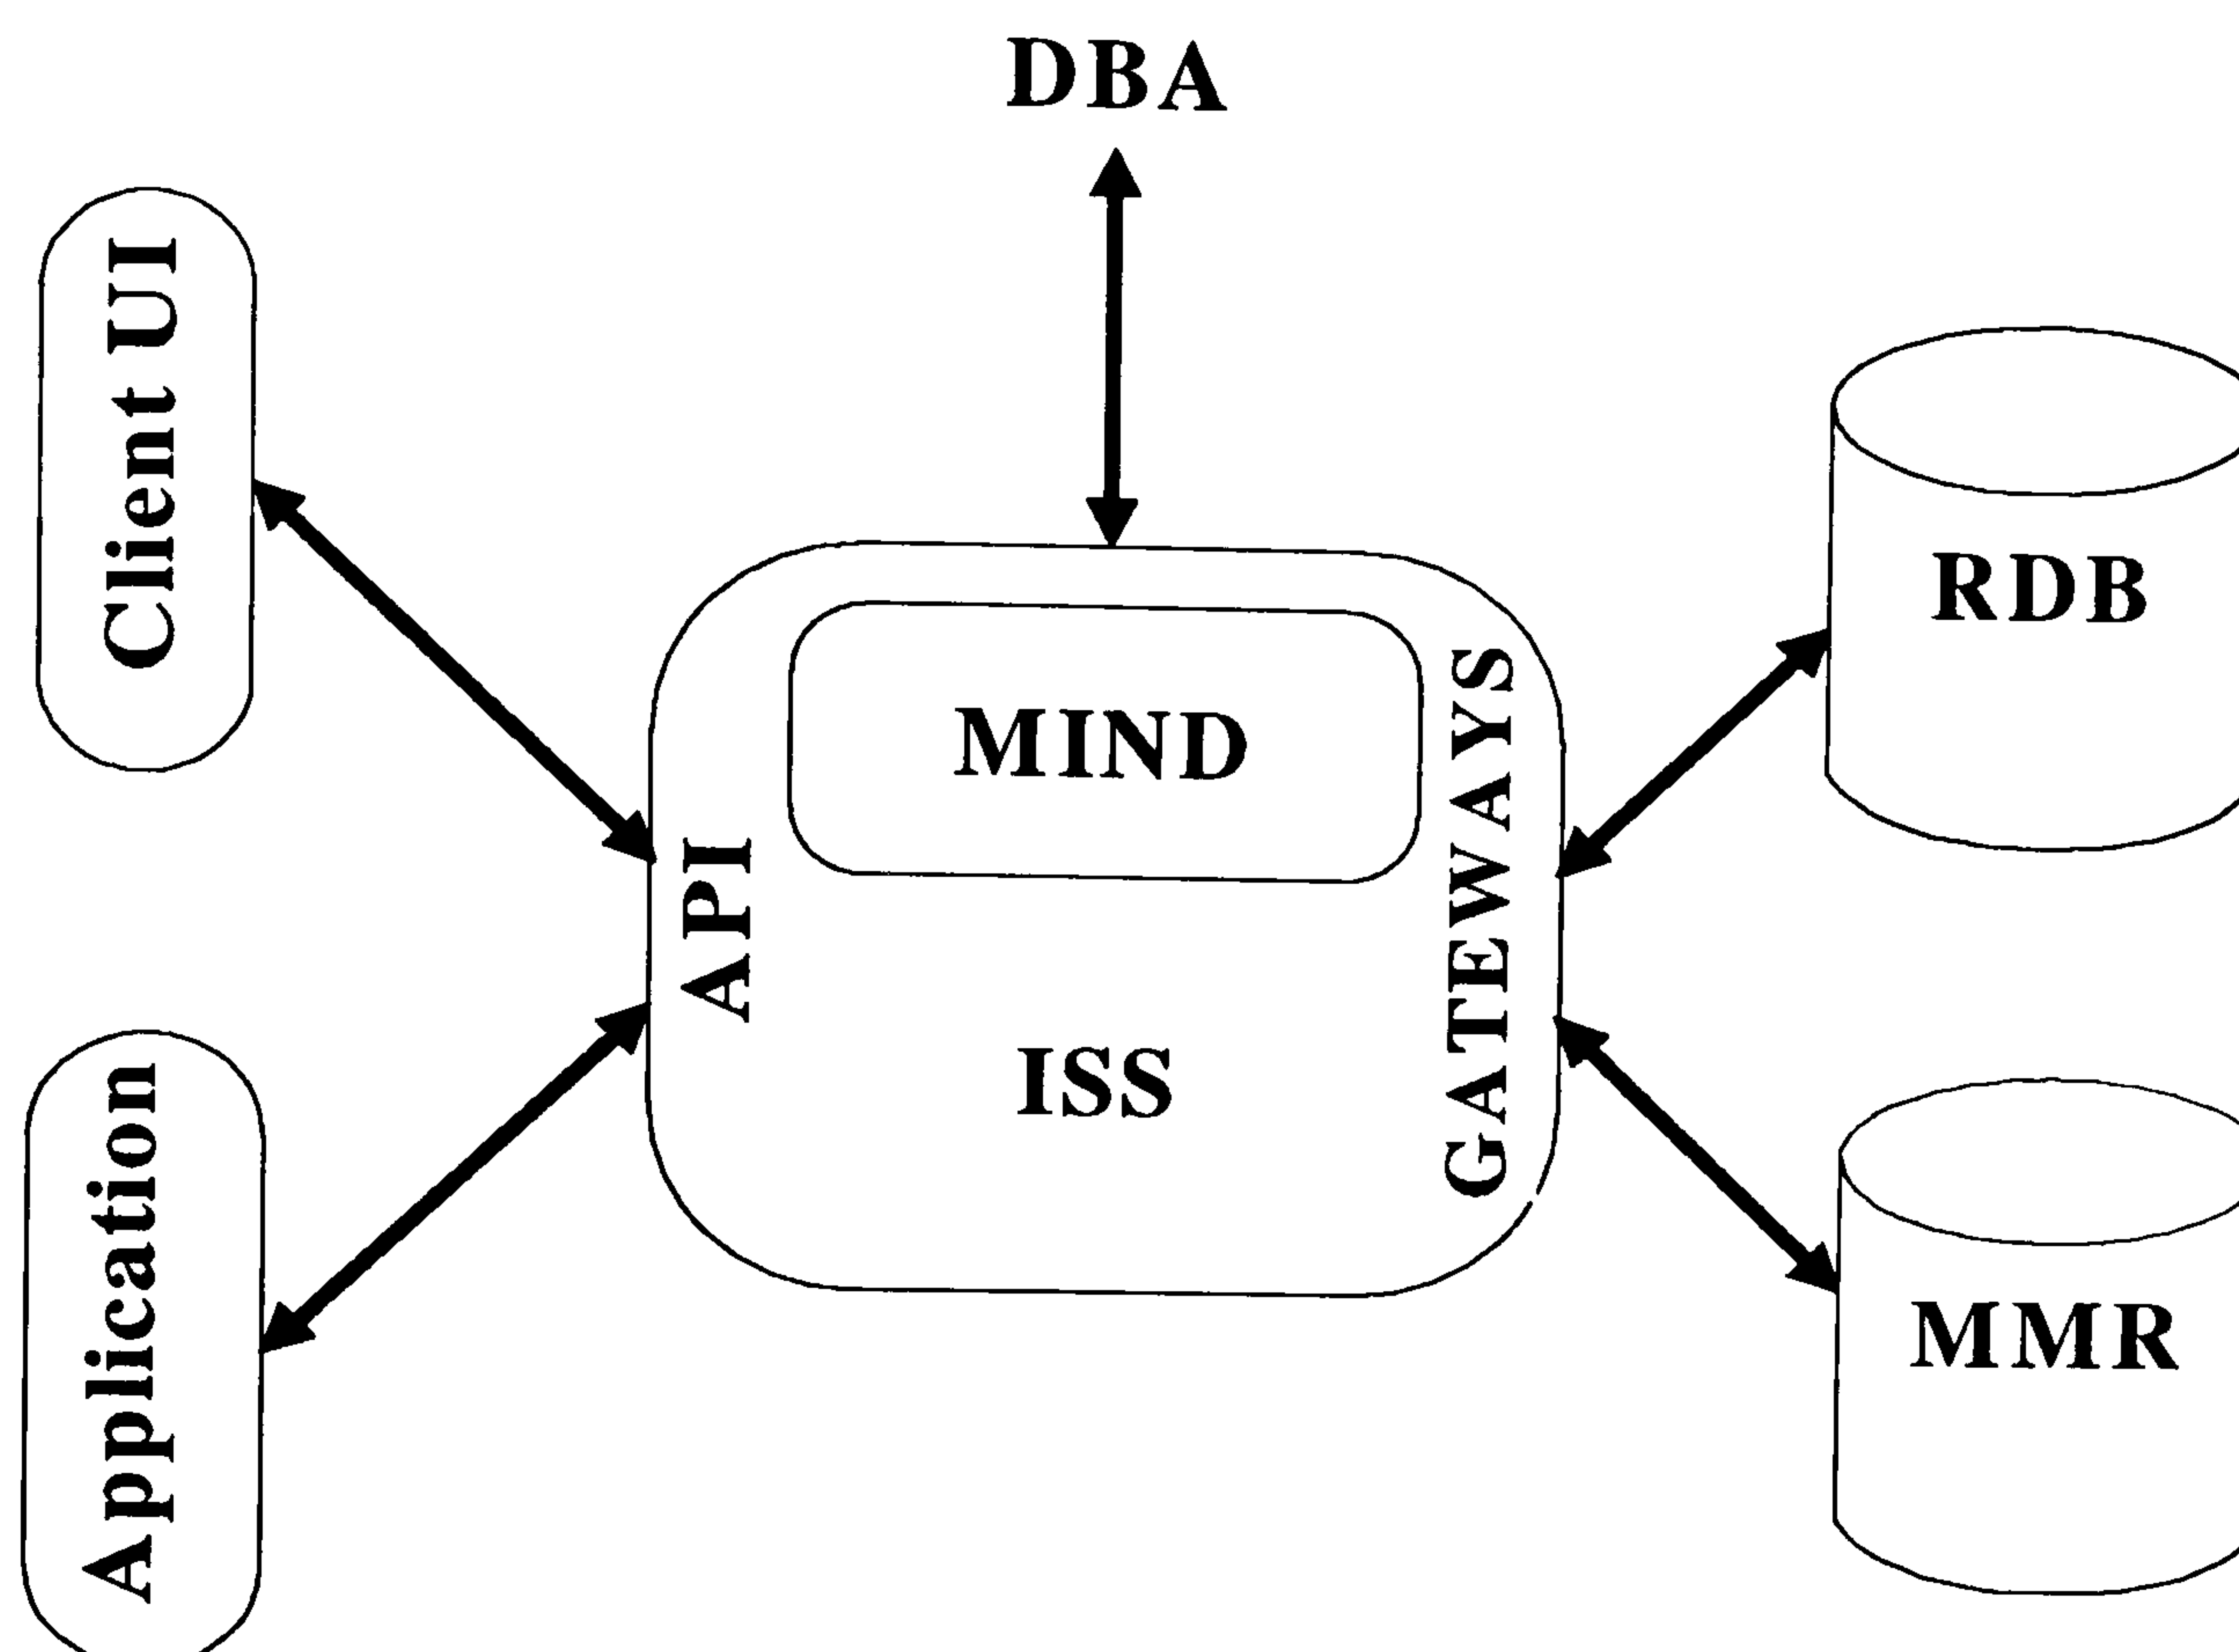 DBA
Client UI
RDB
MIND
API
GATEWAYS
ISS
Application
MMR